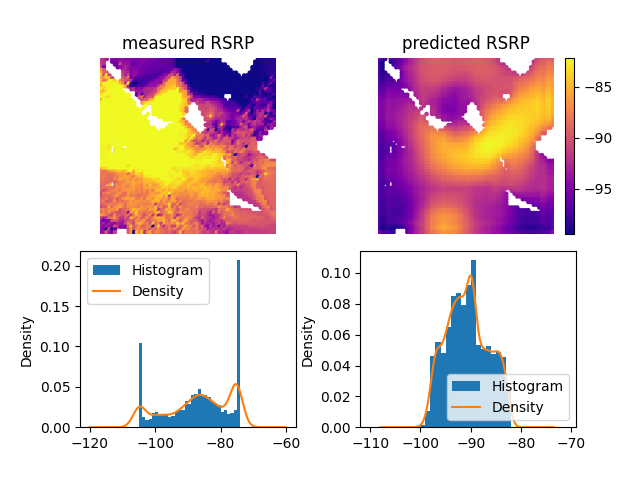 measured RSRP
predicted RSRP
−85
−90
−95
Density
0.20
0.15
0.10
0.05
0.00
Histogram
Density
−120
−100
−80
−60
Density
0.10
0.08
0.06
0.04
0.02
0.00
Histogram
Density
−110
−100
−90
−80
−70